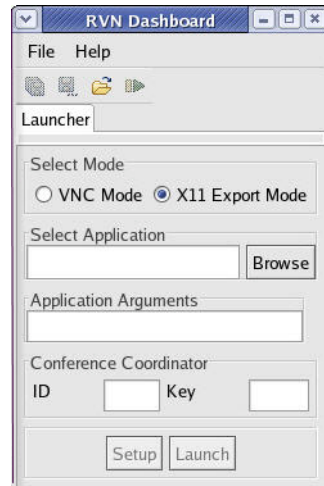 RVN Dashboard
File Help
Launcher
Select Mode
VNC Mode X11 Export Mode
Select Application
Browse
Application Arguments
Conference Coordinator
ID Key
Setup Launch